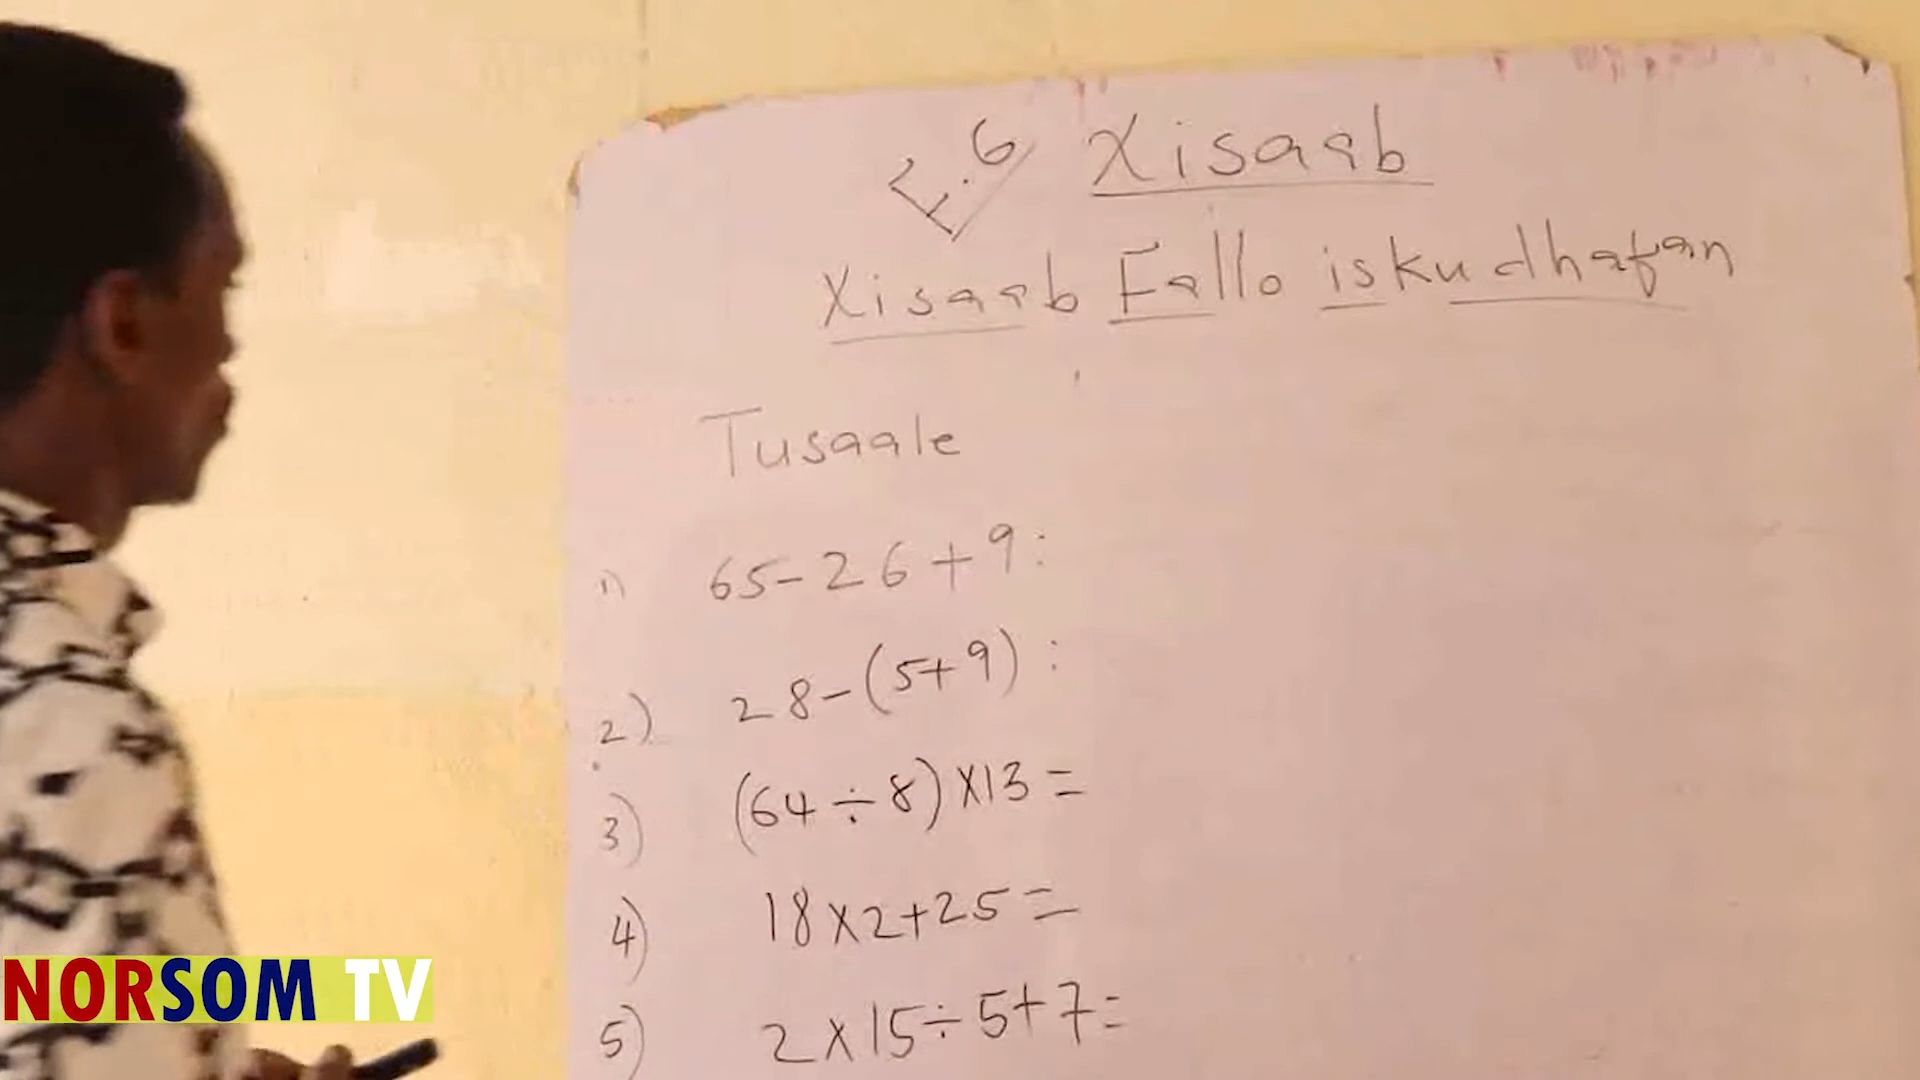 F.6 Xisaab
Xisaab Fallo iskudhafan
Tusaale
1) 65-26+9:
2) 28-(5+9):
3) (64÷8)X13=
4) 18X2+25=
5) 2X15÷5+7=
NORSOM TV